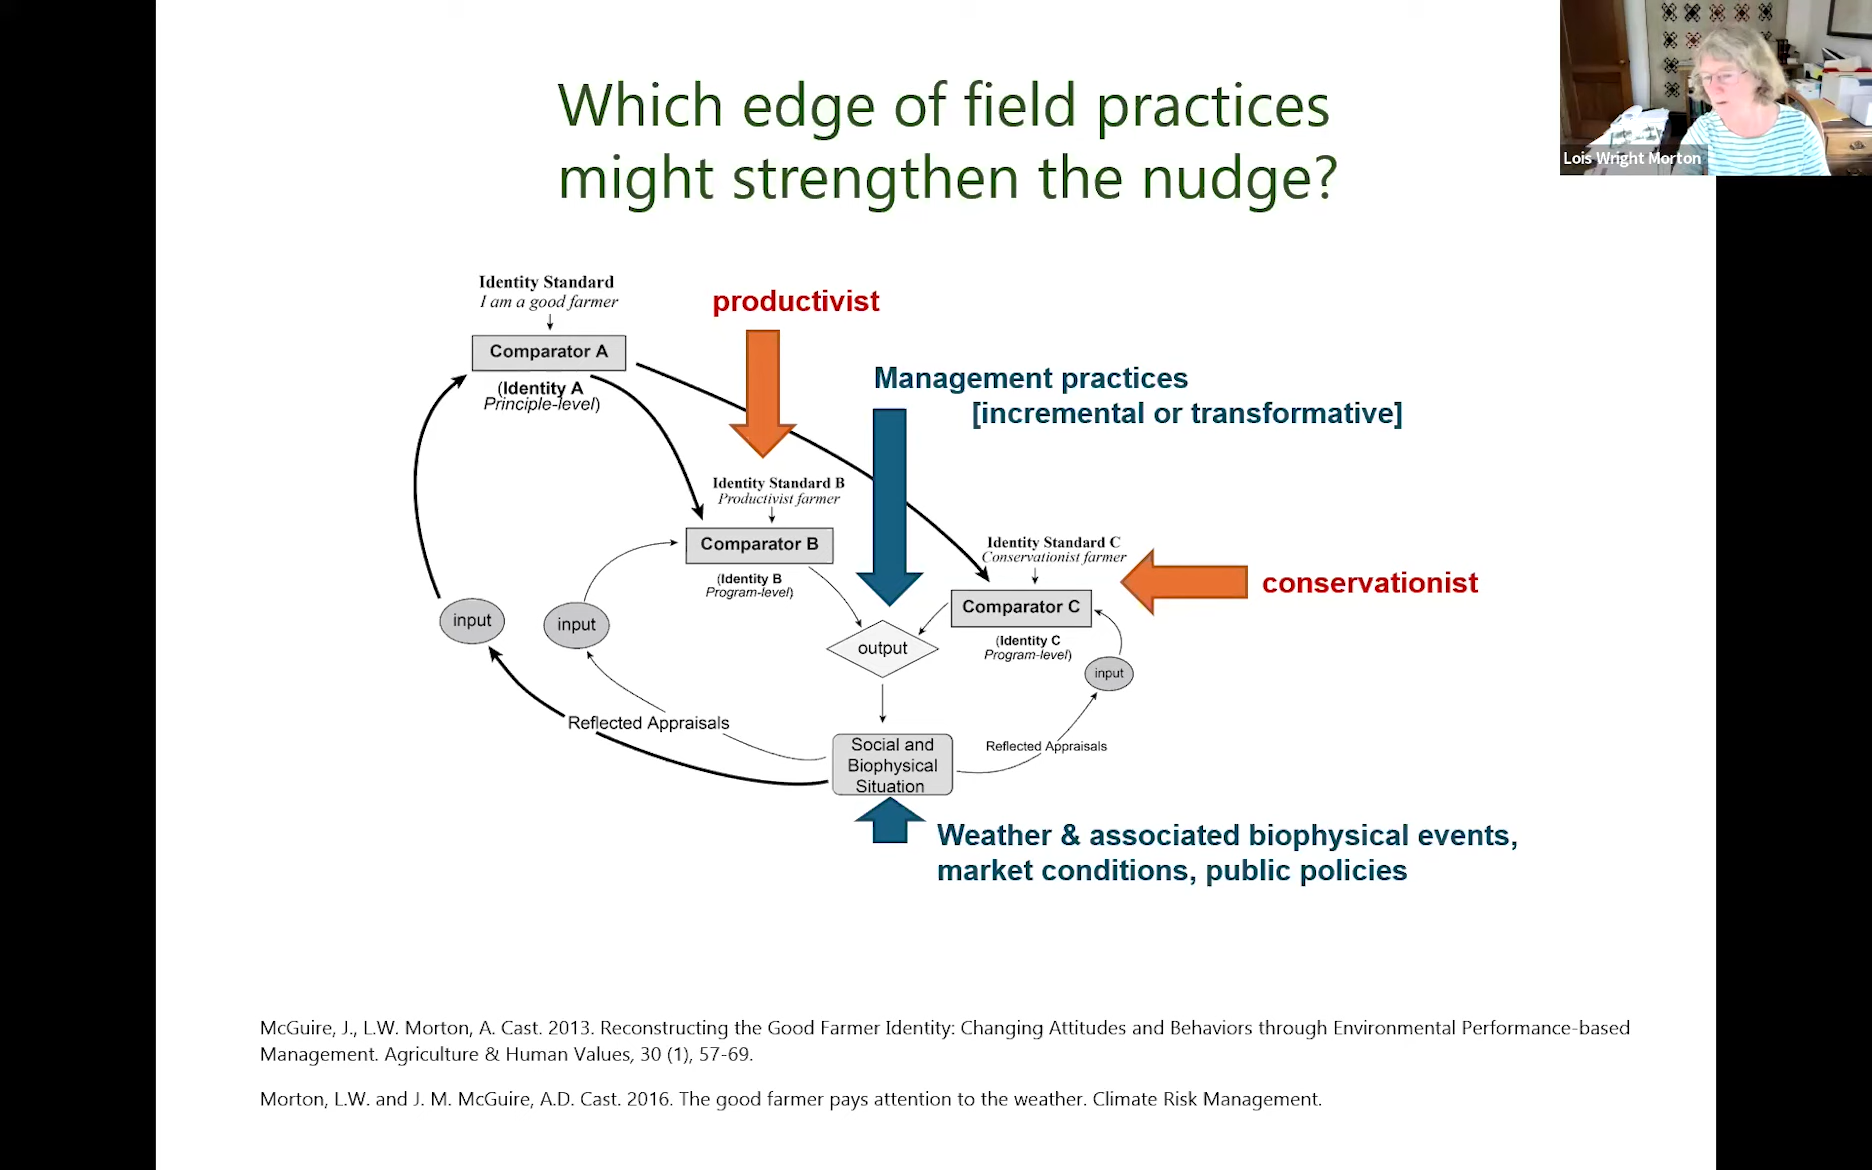 Which edge of field practices
might strengthen the nudge?
Lois Wright Morton
Identity Standard
I am a good farmer
Comparator A
(Identity A
Principle-level)
productivist
Management practices
[incremental or transformative]
Identity Standard B
Productivist farmer
Comparator B
(Identity B
Program-level)
Identity Standard C
Conservationist farmer
Comparator C
(Identity C
Program-level)
conservationist
input
input
output
input
Reflected Appraisals
Social and
Biophysical
Situation
Reflected Appraisals
Weather & associated biophysical events,
market conditions, public policies
McGuire, J., L.W. Morton, A. Cast. 2013. Reconstructing the Good Farmer Identity: Changing Attitudes and Behaviors through Environmental Performance-based
Management. Agriculture & Human Values, 30 (1), 57-69.
Morton, L.W. and J. M. McGuire, A.D. Cast. 2016. The good farmer pays attention to the weather. Climate Risk Management.